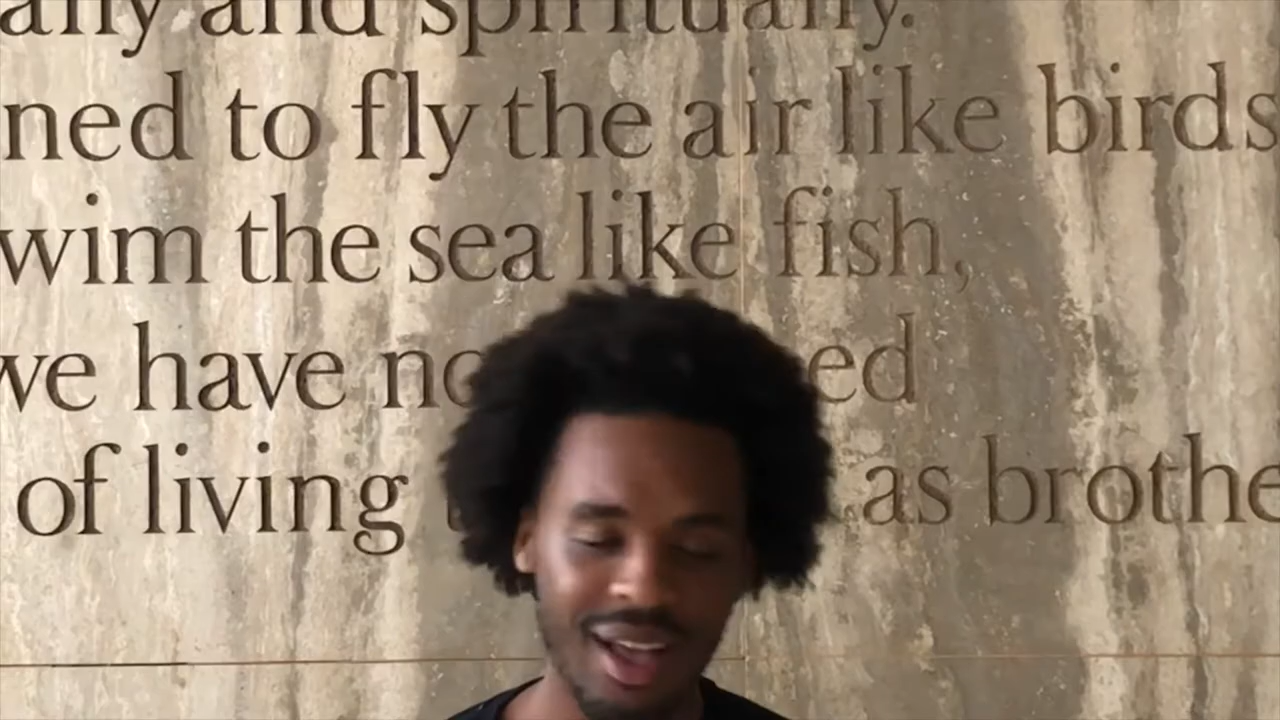 ally and spiritually.
ned to fly the air like birds
wim the sea like fish,
we have no ed
of living as brothe